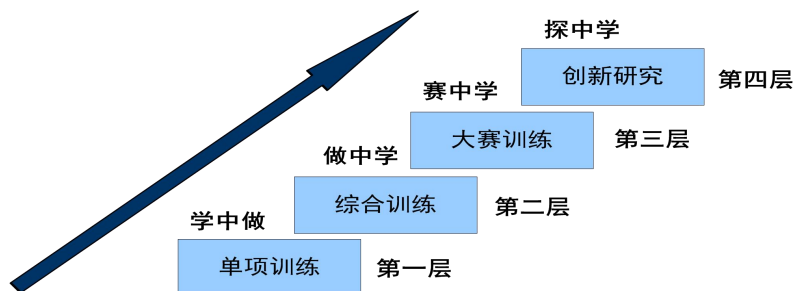 探中学
创新研究
第四层
赛中学
大赛训练
第三层
做中学
综合训练
第二层
学中做
单项训练
第一层